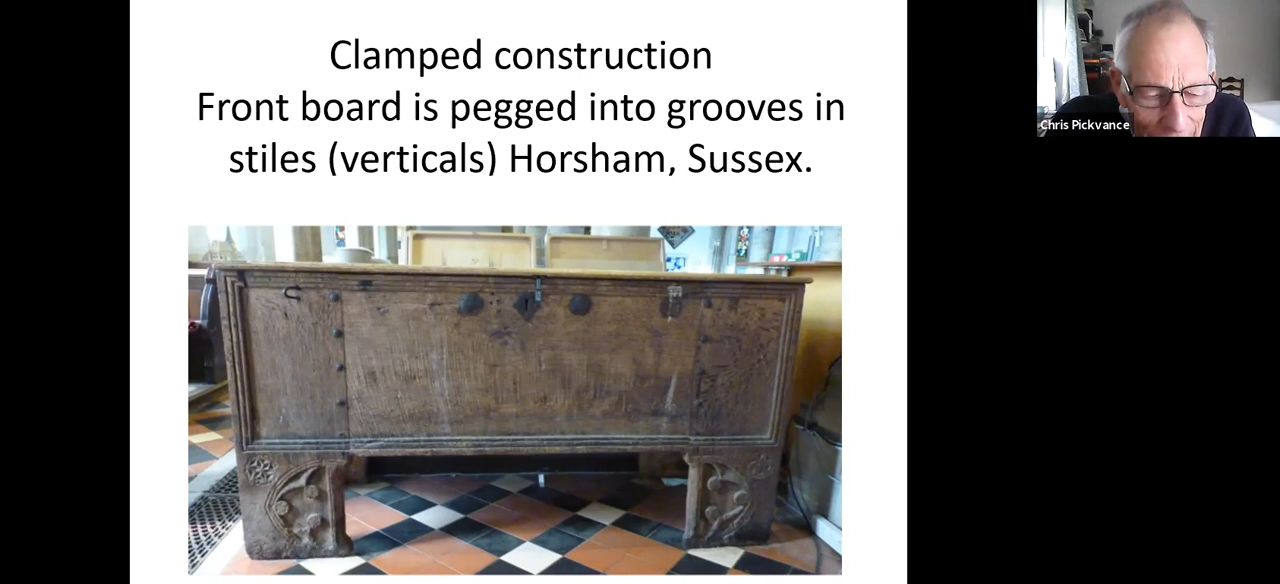 Clamped construction
Front board is pegged into grooves in
stiles (verticals) Horsham, Sussex.
Chris Pickvance